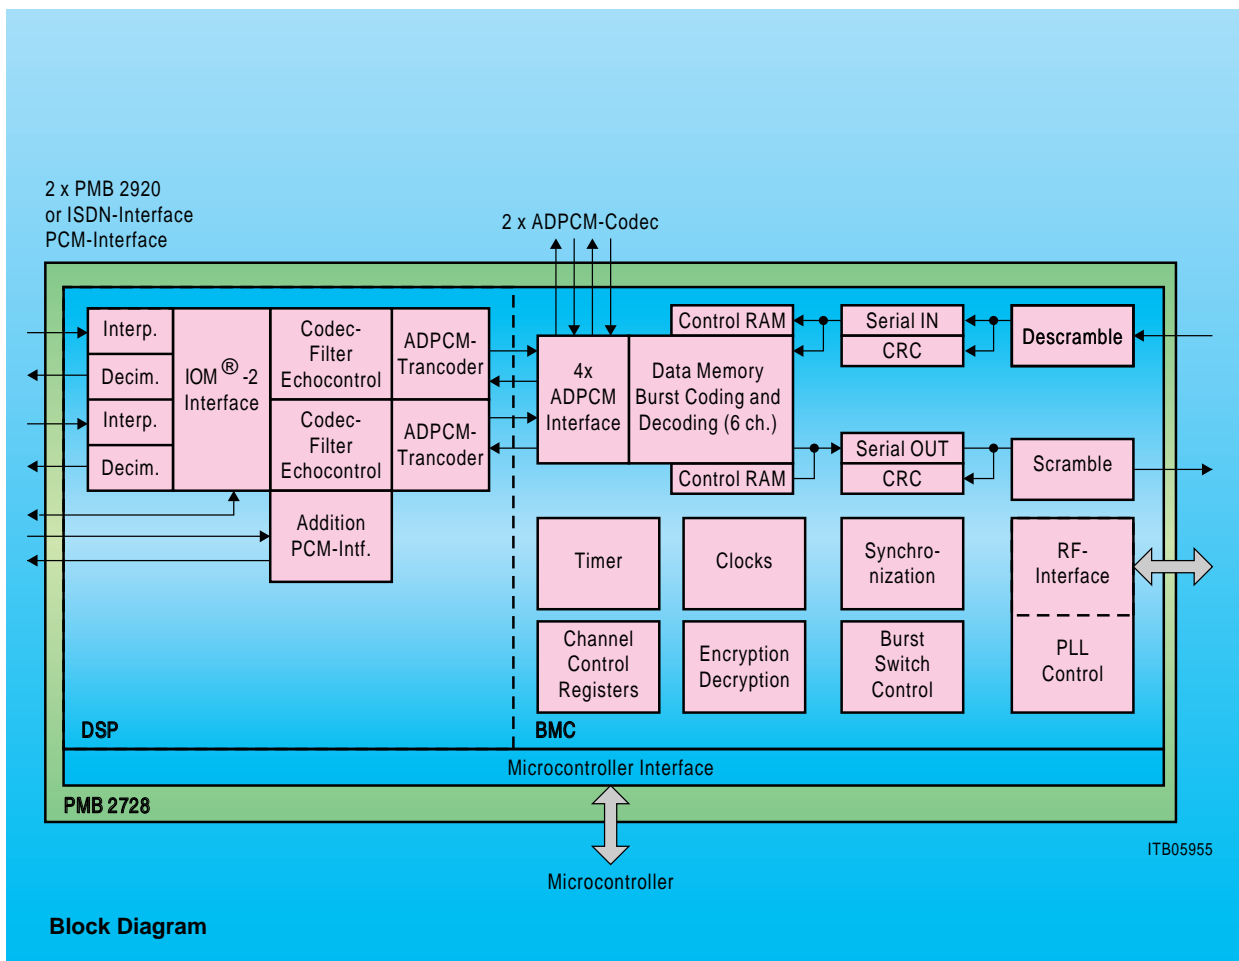 2 x PMB 2920
or ISDN-Interface
PCM-Interface
2 x ADPCM-Codec
Interp.
Decim.
Interp.
Decim.
IOM®-2
Interface
Codec-
Filter
Echocontrol
Codec-
Filter
Echocontrol
ADPCM-
Trancoder
ADPCM-
Trancoder
Addition
PCM-Intf.
4x
ADPCM
Interface
Control RAM
Data Memory
Burst Coding and
Decoding (6 ch.)
Control RAM
Serial IN
CRC
Descramble
Serial OUT
CRC
Scramble
Timer
Clocks
Synchro-
nization
RF-
Interface
Channel
Control
Registers
Encryption
Decryption
Burst
Switch
Control
PLL
Control
DSP
BMC
Microcontroller Interface
PMB 2728
ITB05955
Microcontroller
Block Diagram